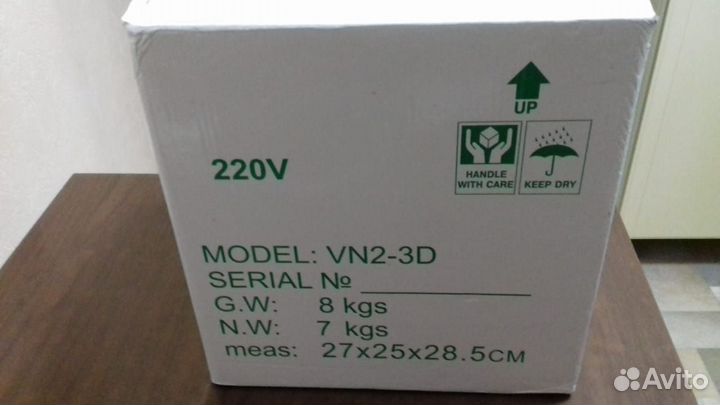 UP
HANDLE
WITH CARE
KEEP DRY
220V
MODEL: VN2-3D
SERIAL №
G.W: 8 kgs
N.W: 7 kgs
meas: 27x25x28.5CM
Avito